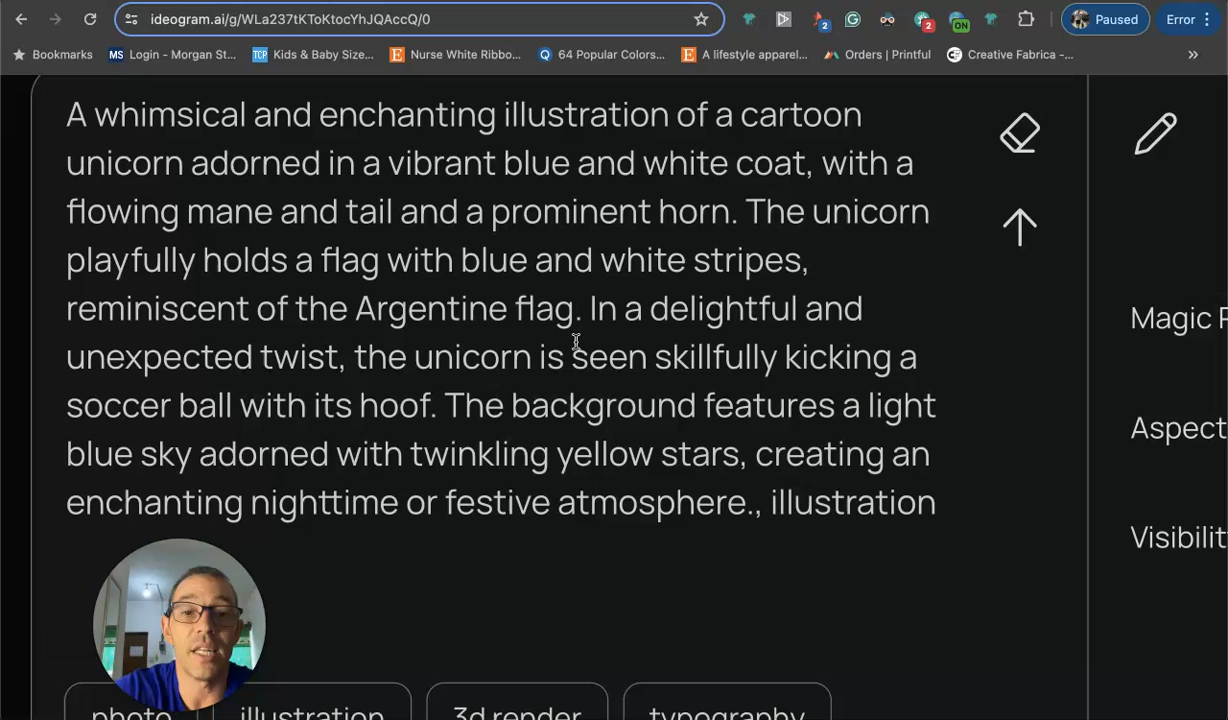 ideogram.ai/g/WLa237tKToKtocYhJQAccQ/0
2
2
ON
Paused
Error
Bookmarks
MS Login - Morgan St...
TCP Kids & Baby Size...
E Nurse White Ribbo...
Q 64 Popular Colors...
E A lifestyle apparel...
Orders | Printful
Creative Fabrica -...
»
A whimsical and enchanting illustration of a cartoon
unicorn adorned in a vibrant blue and white coat, with a
flowing mane and tail and a prominent horn. The unicorn
playfully holds a flag with blue and white stripes,
reminiscent of the Argentine flag. In a delightful and
unexpected twist, the unicorn is seen skillfully kicking a
soccer ball with its hoof. The background features a light
blue sky adorned with twinkling yellow stars, creating an
enchanting nighttime or festive atmosphere., illustration
Magic P
Aspect
Visibilit
photo
illustration
3d render
typography